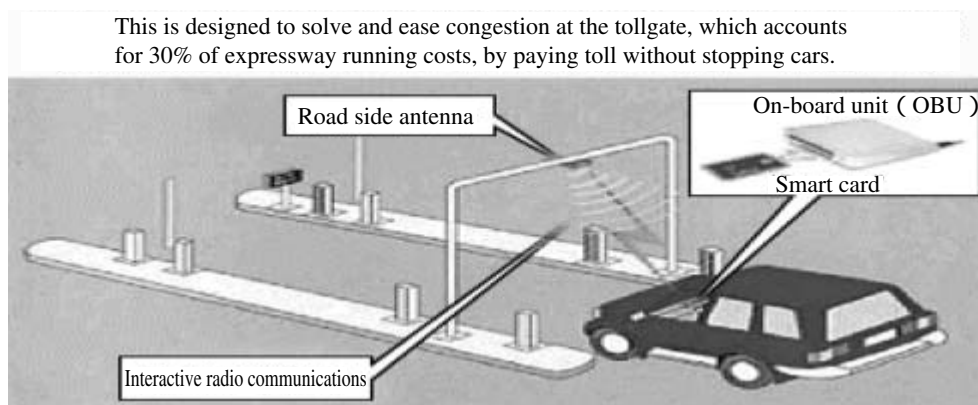 This is designed to solve and ease congestion at the tollgate, which accounts
for 30% of expressway running costs, by paying toll without stopping cars.
Road side antenna
On-board unit ( OBU )
Smart card
Interactive radio communications